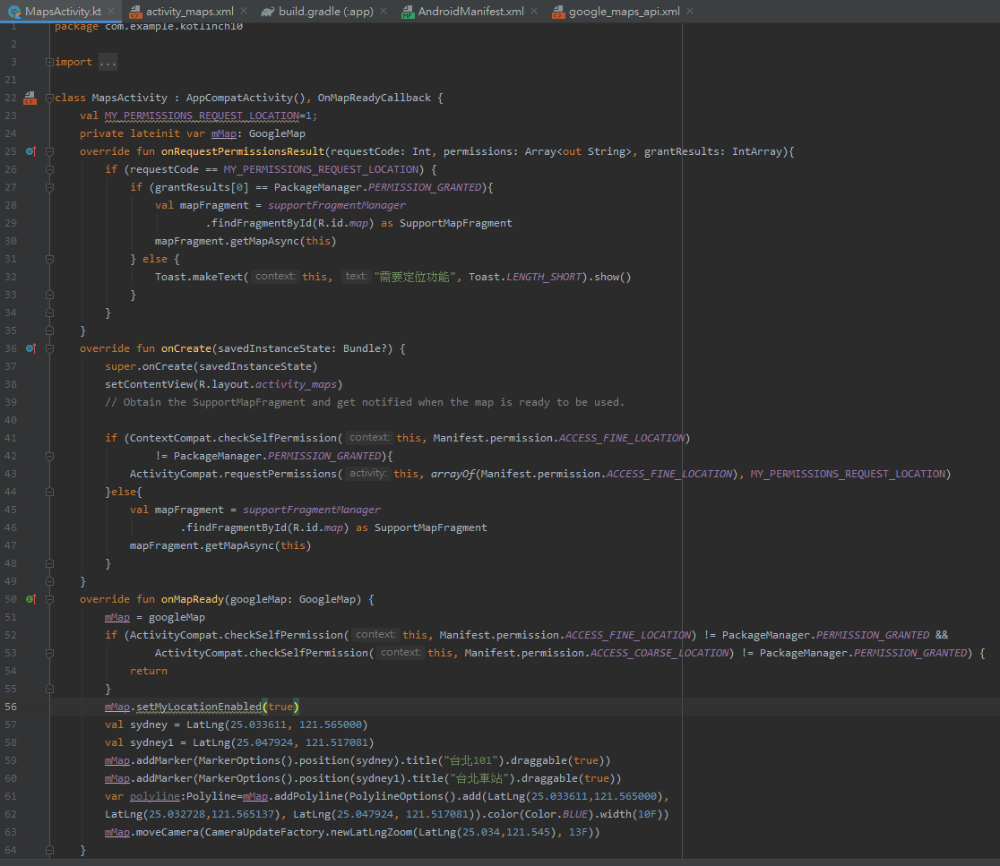 MapsActivity.kt activity_maps.xml build.gradle (:app) AndroidManifest.xml google_maps_api.xml
1 package com.example.kotlinch10
2
3 import ...
21
22 class MapsActivity : AppCompatActivity(), OnMapReadyCallback {
23 val MY_PERMISSIONS_REQUEST_LOCATION=1;
24 private lateinit var mMap: GoogleMap
25 override fun onRequestPermissionsResult(requestCode: Int, permissions: Array<out String>, grantResults: IntArray){
26 if (requestCode == MY_PERMISSIONS_REQUEST_LOCATION) {
27 if (grantResults[0] == PackageManager.PERMISSION_GRANTED){
28 val mapFragment = supportFragmentManager
29 .findFragmentById(R.id.map) as SupportMapFragment
30 mapFragment.getMapAsync(this)
31 } else {
32 Toast.makeText( context: this, text: "需要定位功能", Toast.LENGTH_SHORT).show()
33 }
34 }
35 }
36 override fun onCreate(savedInstanceState: Bundle?) {
37 super.onCreate(savedInstanceState)
38 setContentView(R.layout.activity_maps)
39 // Obtain the SupportMapFragment and get notified when the map is ready to be used.
40
41 if (ContextCompat.checkSelfPermission( context: this, Manifest.permission.ACCESS_FINE_LOCATION)
42 != PackageManager.PERMISSION_GRANTED){
43 ActivityCompat.requestPermissions( activity: this, arrayOf(Manifest.permission.ACCESS_FINE_LOCATION), MY_PERMISSIONS_REQUEST_LOCATION)
44 }else{
45 val mapFragment = supportFragmentManager
46 .findFragmentById(R.id.map) as SupportMapFragment
47 mapFragment.getMapAsync(this)
48 }
49 }
50 override fun onMapReady(googleMap: GoogleMap) {
51 mMap = googleMap
52 if (ActivityCompat.checkSelfPermission( context: this, Manifest.permission.ACCESS_FINE_LOCATION) != PackageManager.PERMISSION_GRANTED &&
53 ActivityCompat.checkSelfPermission( context: this, Manifest.permission.ACCESS_COARSE_LOCATION) != PackageManager.PERMISSION_GRANTED) {
54 return
55 }
56 mMap.setMyLocationEnabled(true)
57 val sydney = LatLng(25.033611, 121.565000)
58 val sydney1 = LatLng(25.047924, 121.517081)
59 mMap.addMarker(MarkerOptions().position(sydney).title("台北101").draggable(true))
60 mMap.addMarker(MarkerOptions().position(sydney1).title("台北車站").draggable(true))
61 var polyline:Polyline=mMap.addPolyline(PolylineOptions().add(LatLng(25.033611,121.565000),
62 LatLng(25.032728,121.565137), LatLng(25.047924, 121.517081)).color(Color.BLUE).width(10F))
63 mMap.moveCamera(CameraUpdateFactory.newLatLngZoom(LatLng(25.034,121.545), 13F))
64 }